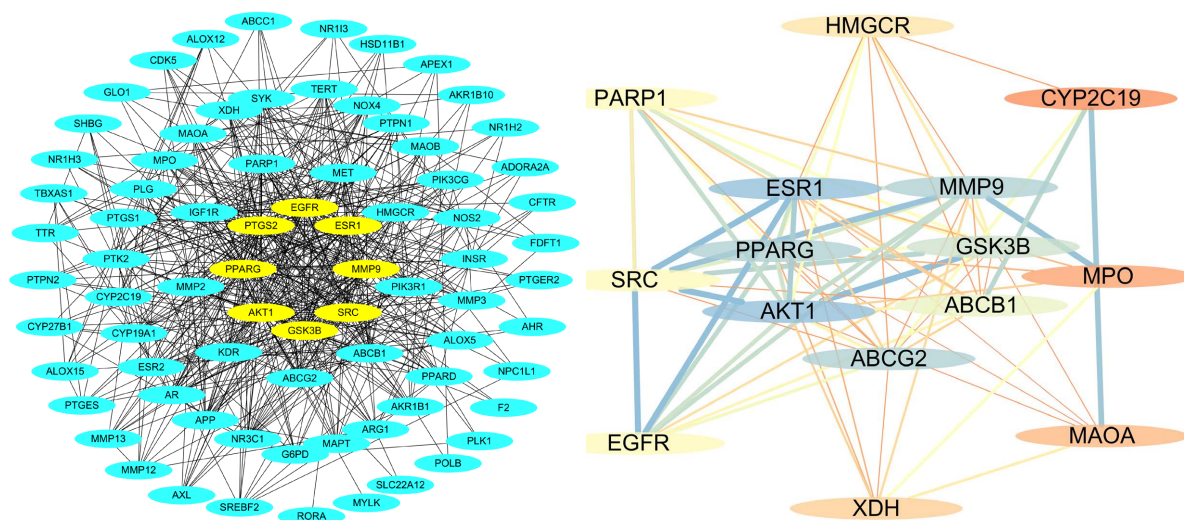 ABCC1
ALOX12
NR1I3
HSD11B1
CDK5
APEX1
GLO1
SYK
TERT
AKR1B10
XDH
NOX4
SHBG
MAOA
PTPN1
NR1H2
MAOB
NR1H3
MPO
PARP1
MET
ADORA2A
TBXAS1
PLG
PIK3CG
CFTR
IGF1R
EGFR
HMGCR
NOS2
TTR
PTGS1
PTGS2
ESR1
FDFT1
PTK2
INSR
PTPN2
PPARG
MMP9
PTGER2
CYP2C19
MMP2
PIK3R1
MMP3
CYP27B1
CYP19A1
AKT1
SRC
AHR
GSK3B
ALOX5
ALOX15
ESR2
KDR
ABCB1
NPC1L1
ABCG2
PPARD
PTGES
AR
AKR1B1
F2
MMP13
APP
ARG1
NR3C1
MAPT
PLK1
MMP12
G6PD
POLB
AXL
SREBF2
SLC22A12
MYLK
RORA
HMGCR
PARP1
CYP2C19
ESR1
MMP9
PPARG
GSK3B
SRC
MPO
AKT1
ABCB1
ABCG2
EGFR
MAOA
XDH